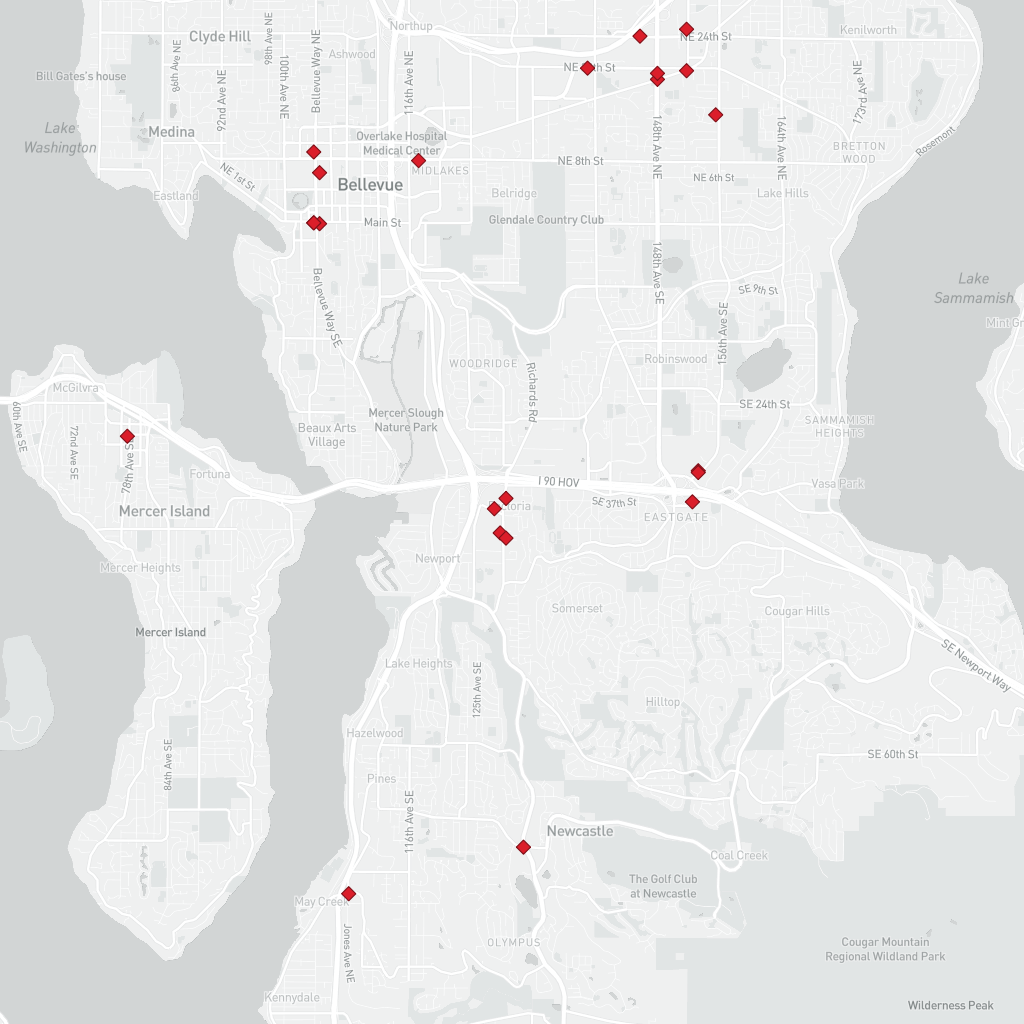 Northup
Clyde Hill
98th Ave NE
86th Ave NE
Ashwood
Bellevue Way NE
100th Ave NE
116th Ave NE
92nd Ave NE
Bill Gates's house
NE 24th St
Kenilworth
NE
th St
173rd Ave NE
148th Ave NE
164th Ave NE
Rosemont
Lake
Washington
Medina
Overlake Hospital
Medical Center
MIDLAKES
NE 8th St
BRETTON
WOOD
NE 1st St
Bellevue
NE 6th St
Eastland
Belridge
Lake Hills
Main St
Glendale Country Club
148th Ave SE
Lake
Sammamish
SE 9th St
Bellevue Way SE
156th Ave SE
WOODRIDGE
Robinswood
Richards Rd
McGilvra
60th Ave SE
72nd Ave SE
78th Ave S
Mercer Slough
Nature Park
Beaux Arts
Village
SE 24th St
SAMMAMISH
HEIGHTS
Fortuna
I 90 HOV
Vasa Park
SE 37th St
Mercer Island
toria
EASTGATE
Newport
Mercer Heights
Somerset
Cougar Hills
Mercer Island
Lake Heights
125th Ave SE
SE Newport Way
Hilltop
Hazelwood
84th Ave SE
SE 60th St
Pines
116th Ave SE
Newcastle
Coal Creek
The Golf Club
at Newcastle
May Creek
Jones Ave NE
OLYMPUS
Cougar Mountain
Regional Wildland Park
Kennydale
Wilderness Peak